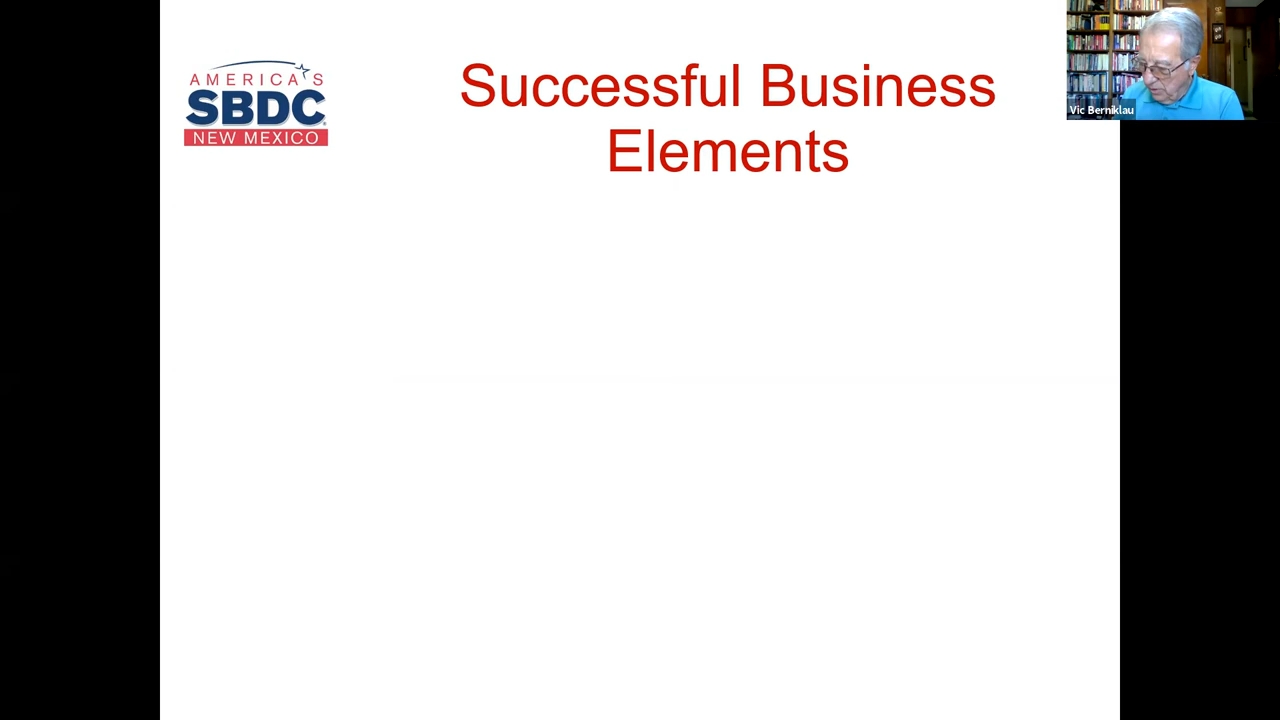 AMERICA'S
SBDC
NEW MEXICO
Successful Business
Elements
Vic Berniklau